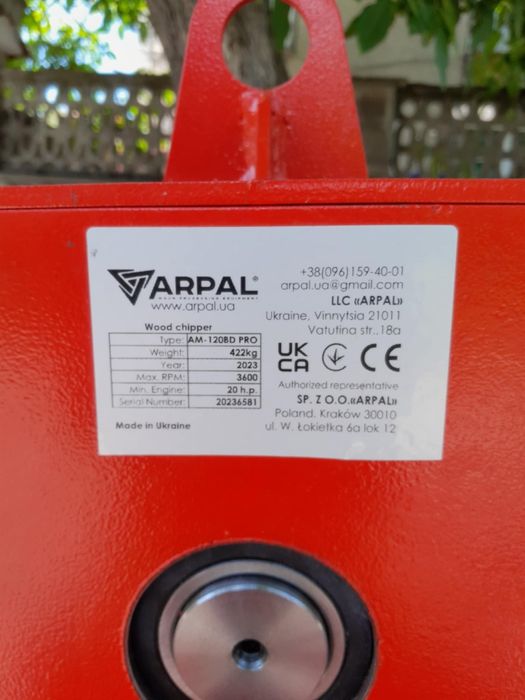 ARPAL®
WOOD PROCESSING EQUIPMENT
www.arpal.ua
+38(096)159-40-01
arpal.ua@gmail.com
LLC «ARPAL»
Ukraine, Vinnytsia 21011
Vatutina str..18a
Wood chipper
Type: AM-120BD PRO
Weight: 422kg
Year: 2023
Max. RPM: 3600
Min. Engine: 20 h.p.
Serial Number: 20236581
Made in Ukraine
UK
CA
CE
Authorized representative
SP. Z O.O.«ARPAL»
Poland. Kraków 30010
ul. W. Łokietka 6a lok 12